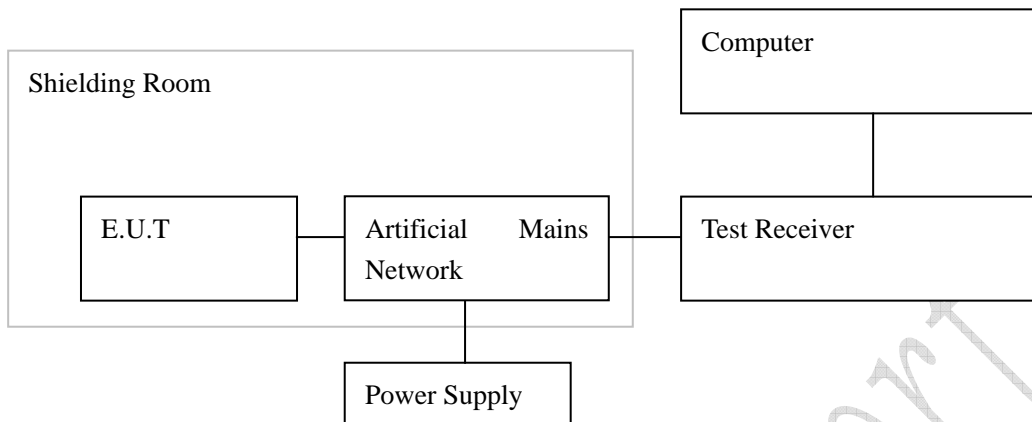 Computer
Shielding Room
E.U.T
Artificial Mains
Network
Test Receiver
Power Supply